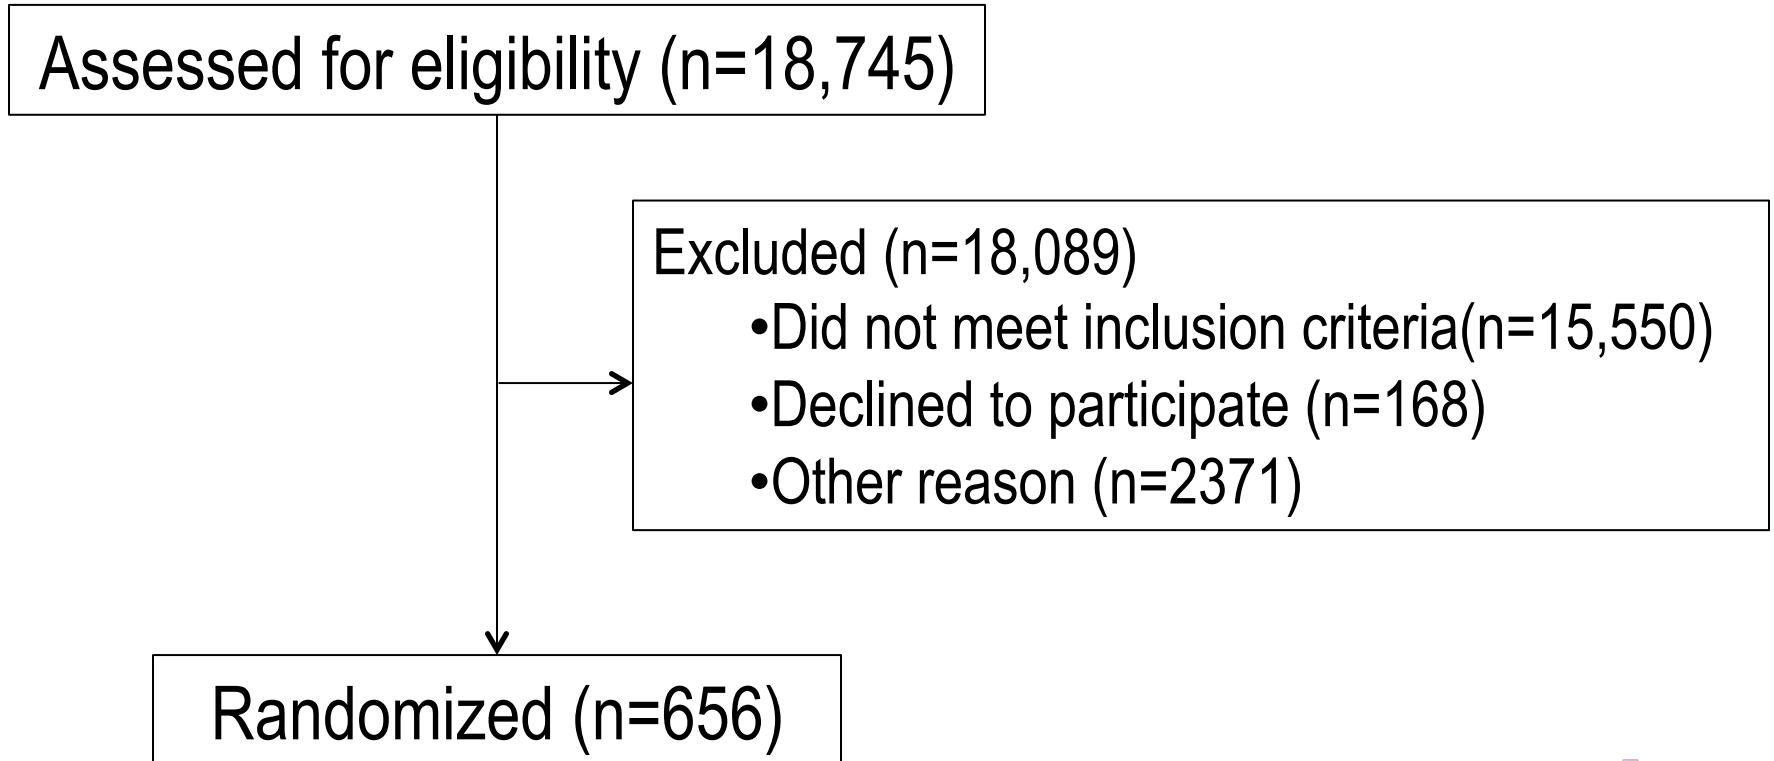 Assessed for eligibility (n=18,745)
Excluded (n=18,089)
•Did not meet inclusion criteria(n=15,550)
•Declined to participate (n=168)
•Other reason (n=2371)
Randomized (n=656)